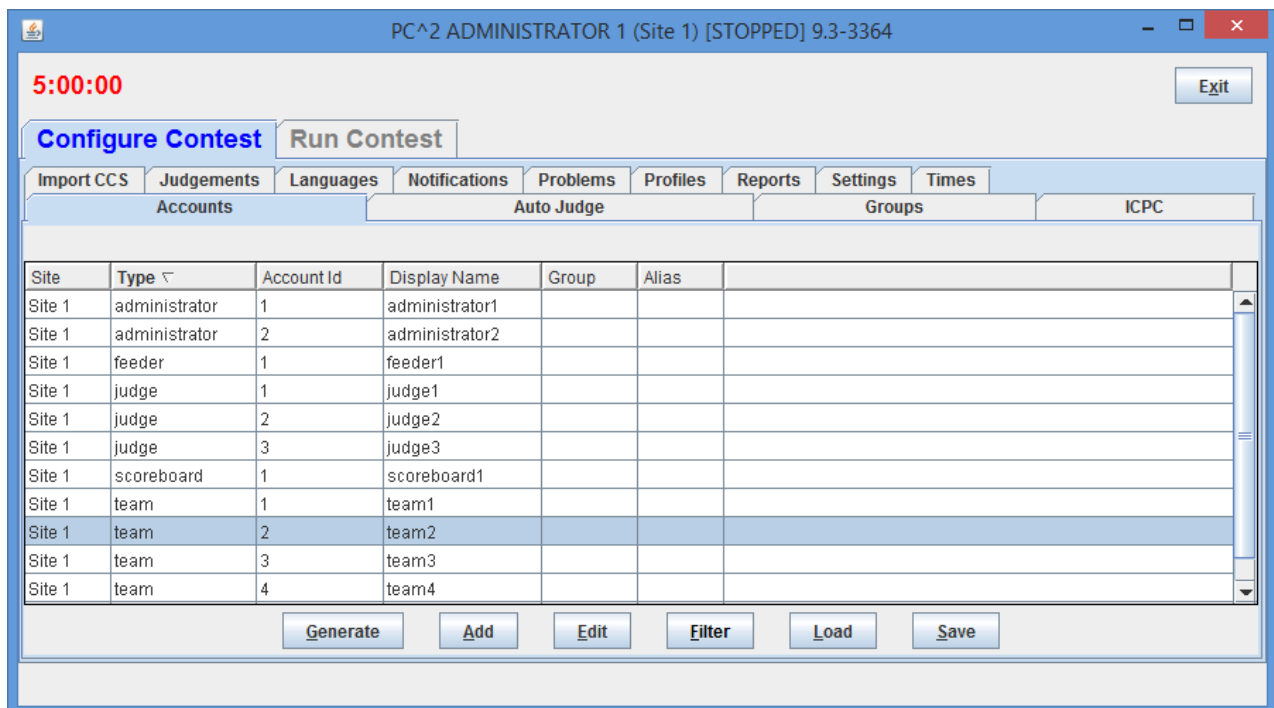 PC^2 ADMINISTRATOR 1 (Site 1) [STOPPED] 9.3-3364
5:00:00 Exit
Configure Contest Run Contest
Import CCS Judgements Languages Notifications Problems Profiles Reports Settings Times
Accounts Auto Judge Groups ICPC
Site Type Account Id Display Name Group Alias
Site 1 administrator 1 administrator1
Site 1 administrator 2 administrator2
Site 1 feeder 1 feeder1
Site 1 judge 1 judge1
Site 1 judge 2 judge2
Site 1 judge 3 judge3
Site 1 scoreboard 1 scoreboard1
Site 1 team 1 team1
Site 1 team 2 team2
Site 1 team 3 team3
Site 1 team 4 team4
Generate Add Edit Filter Load Save